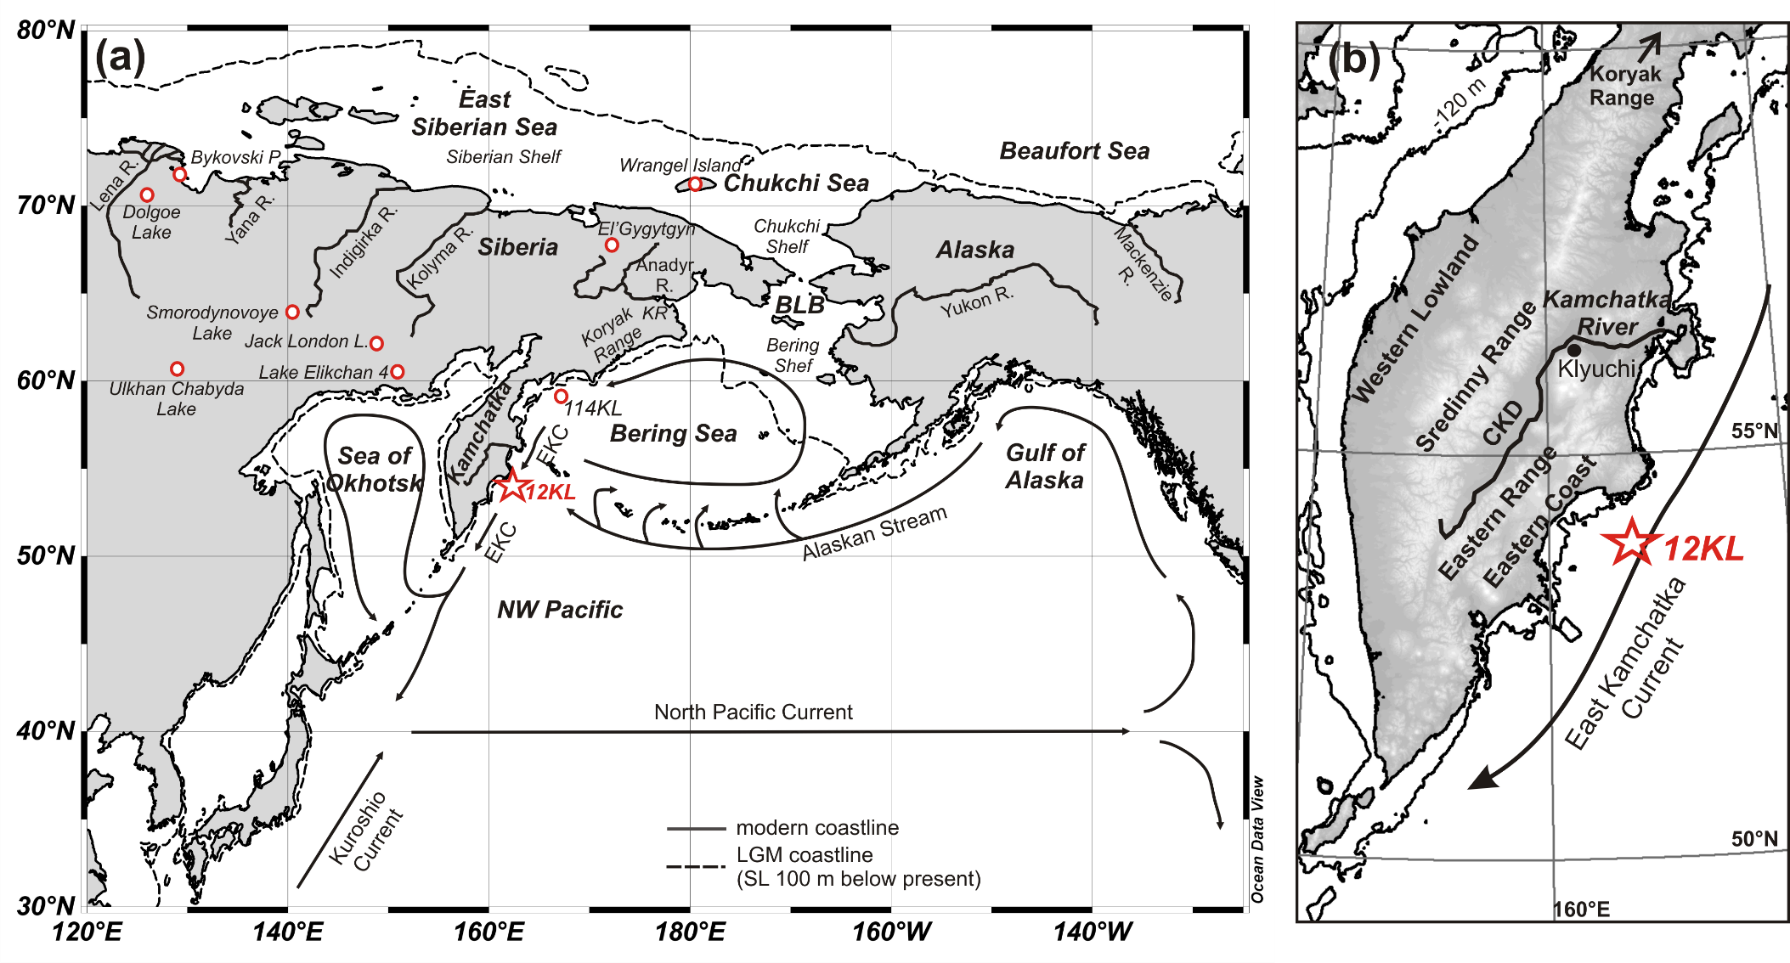 (a)
80°N
70°N
60°N
50°N
40°N
30°N
120°E
140°E
160°E
180°E
160°W
140°W
East
Siberian Sea
Siberian Shelf
Beaufort Sea
Wrangel Island
Chukchi Sea
Bykovski P.
Lena R.
Dolgoe
Lake
Yana R.
Indigirka R.
Kolyma R.
Siberia
El'Gygytgyn
Chukchi
Shelf
Alaska
Mackenzie
R.
Anadyr
R.
KR
Koryak
Range
BLB
Yukon R.
Bering
Shef
Smorodynovoye
Lake
Jack London L.
Lake Elikchan 4
Ulkhan Chabyda
Lake
Kamchatka
114KL
Bering Sea
EKC
Sea of
Okhotsk
12KL
EKC
Gulf of
Alaska
Alaskan Stream
NW Pacific
North Pacific Current
Kuroshio
Current
modern coastline
LGM coastline
(SL 100 m below present)
Ocean Data View
(b)
Koryak
Range
-120 m
Western Lowland
Sredinny Range
Kamchatka
River
Klyuchi
CKD
Eastern Range
Eastern Coast
55°N
12KL
East Kamchatka
Current
50°N
160°E